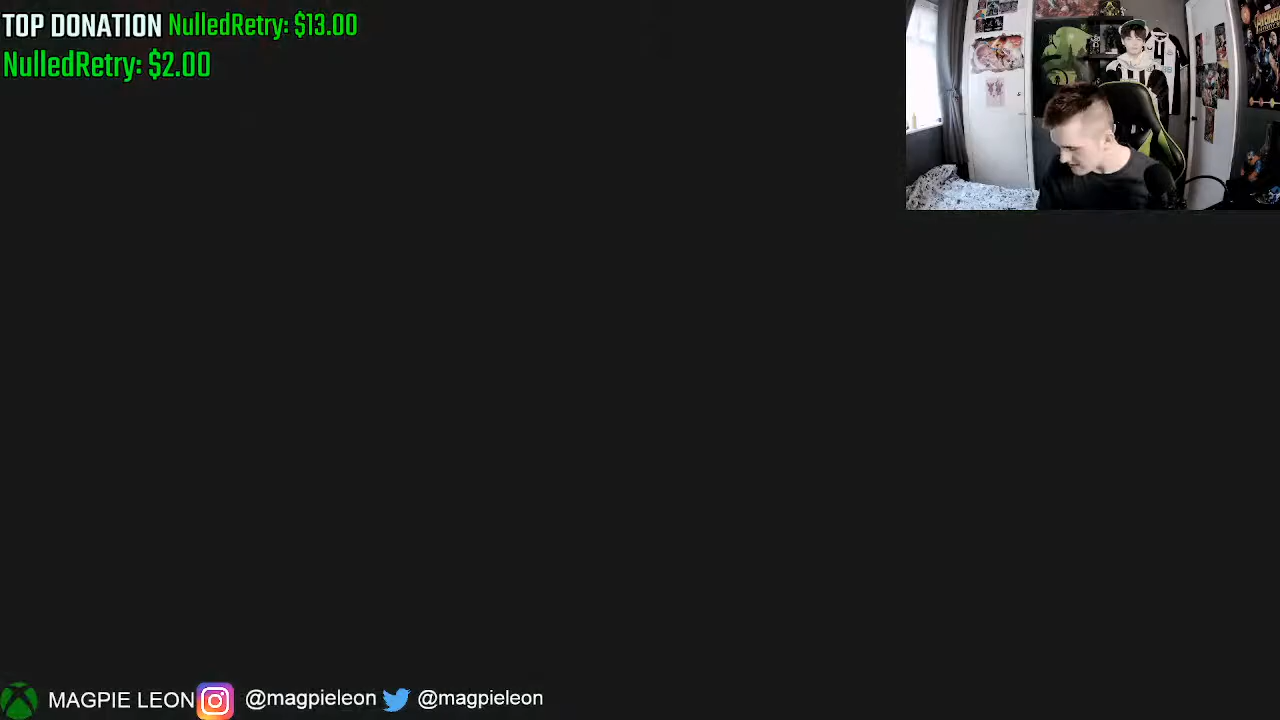 TOP DONATION NulledRetry: $13.00
NulledRetry: $2.00
MAGPIE LEON @magpieleon @magpieleon